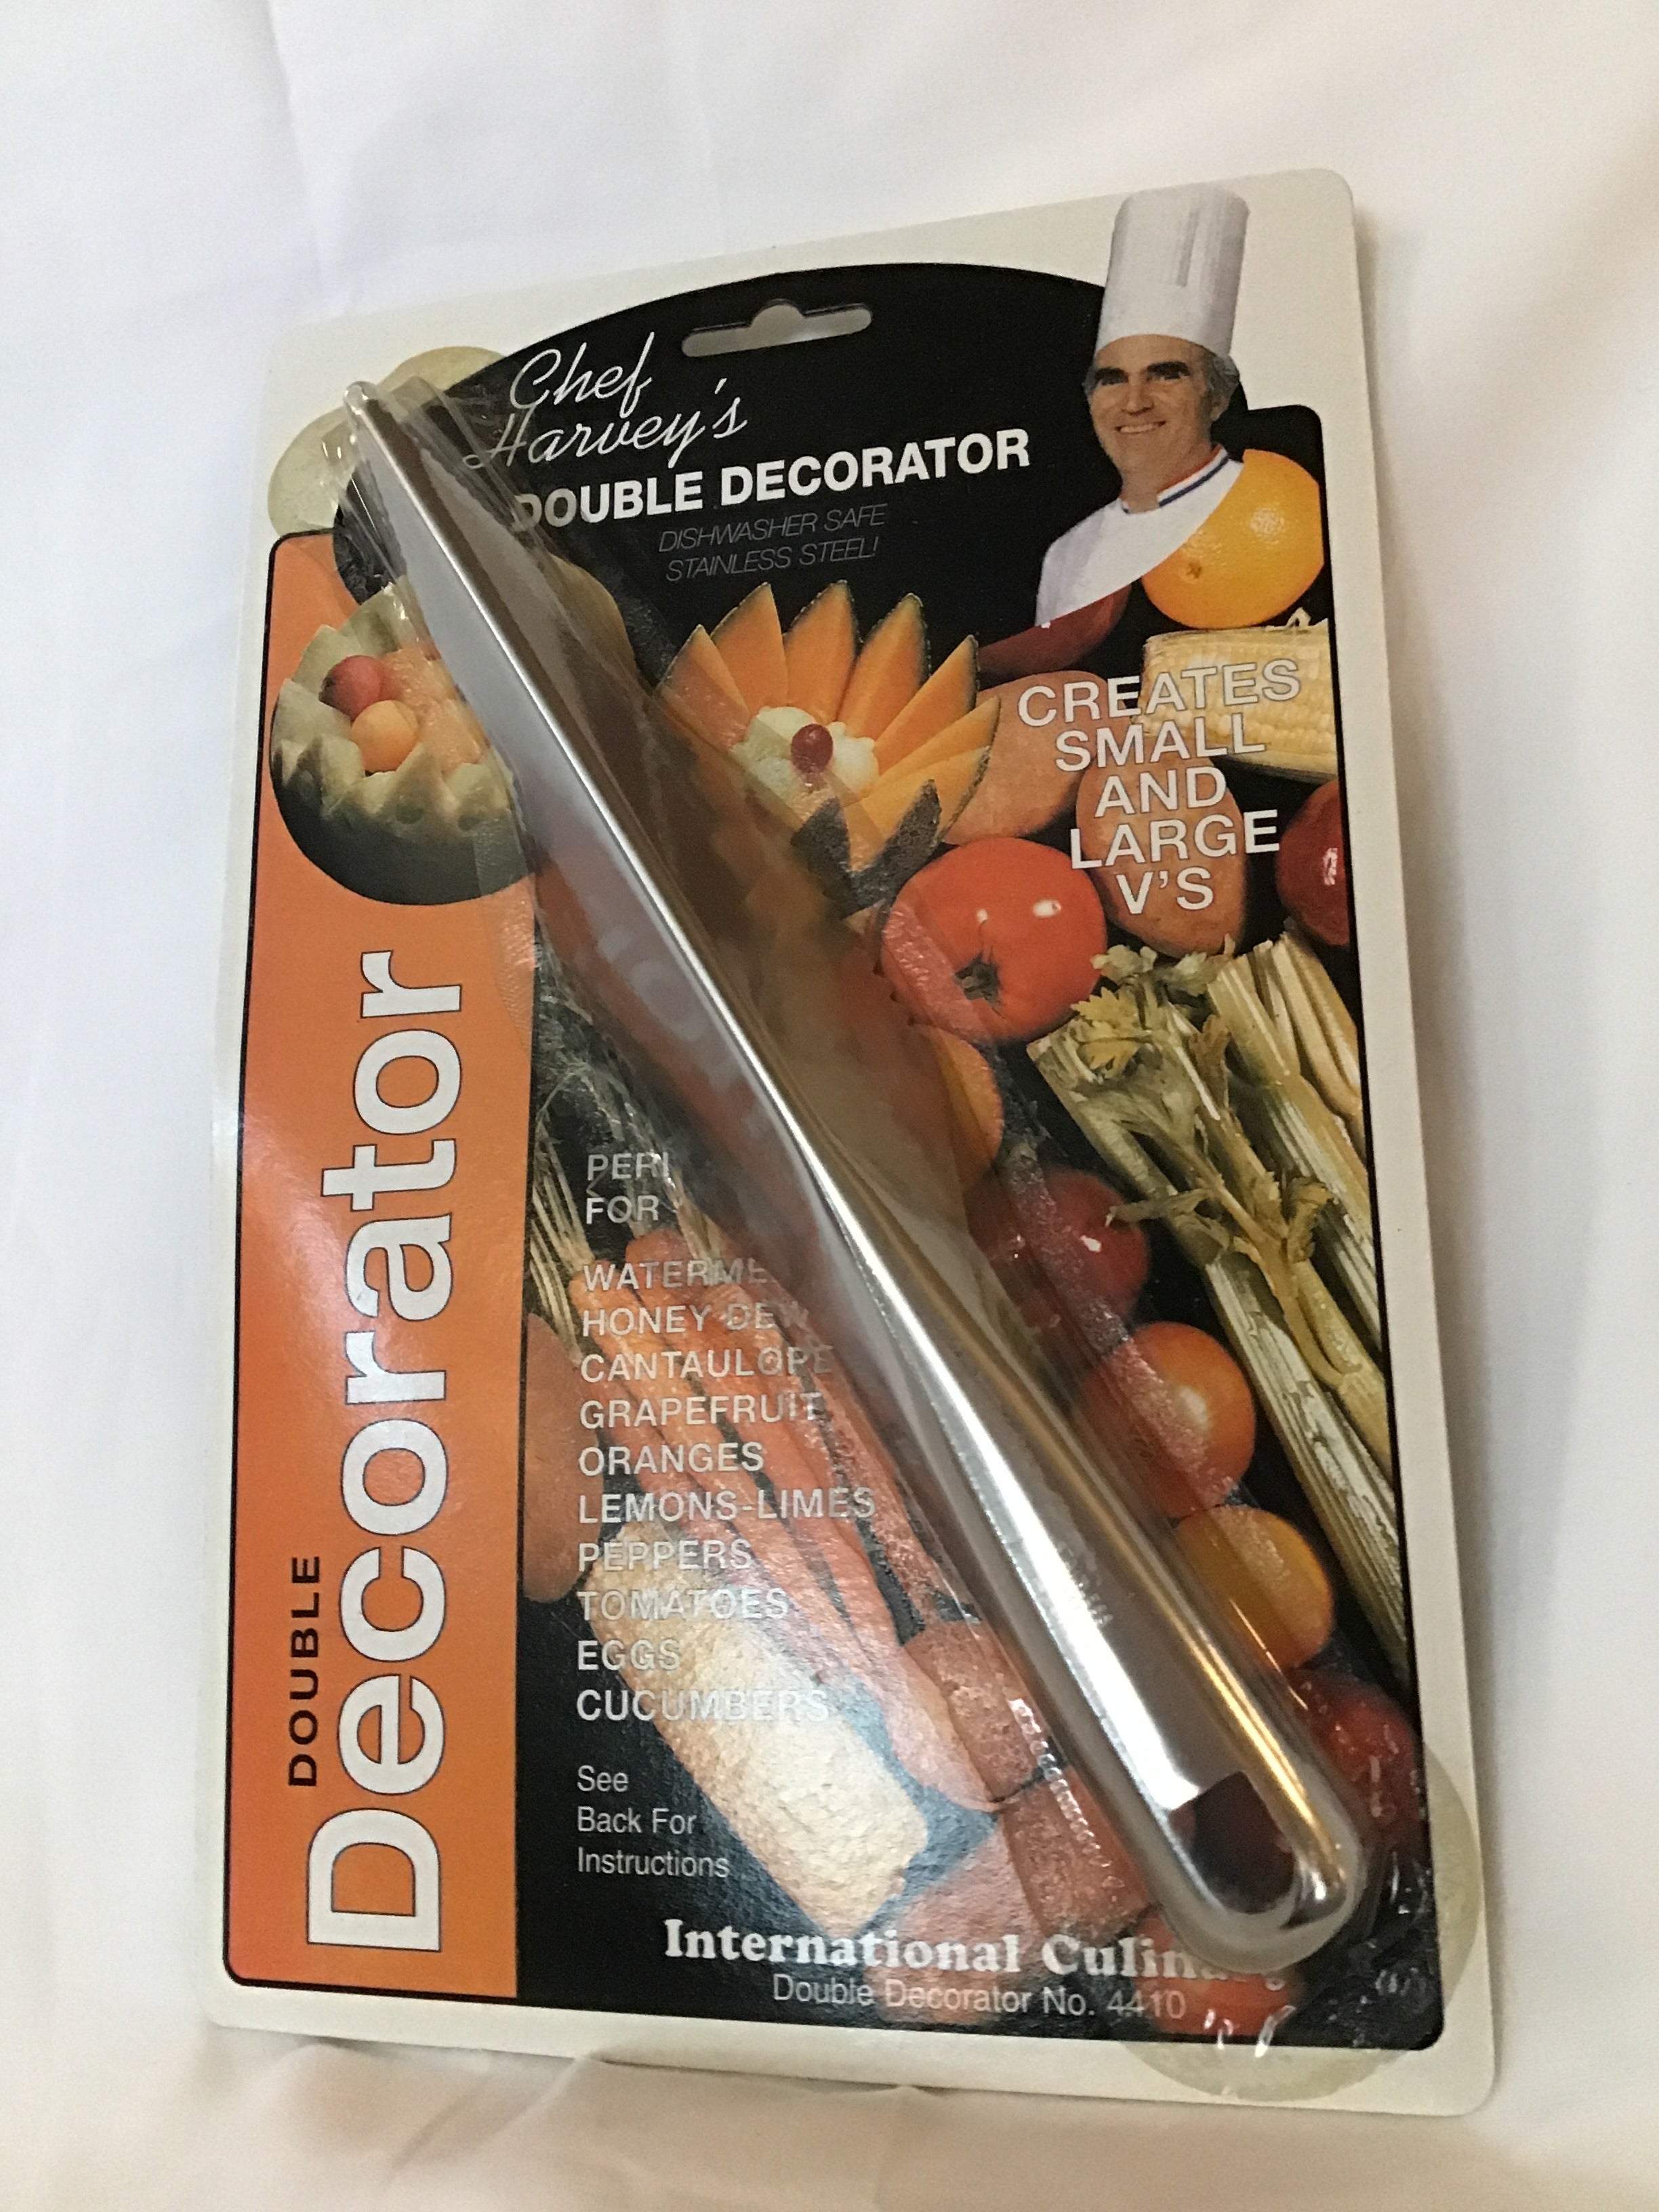 Chef
Harvey's
DOUBLE DECORATOR
DISHWASHER SAFE
STAINLESS STEEL!
CREATES
SMALL
AND
LARGE
V'S
DOUBLE
Decorator
FOR
HONEY DEW
CANTAULOPE
GRAPEFRUIT
ORANGES
LEMONS-LIMES
PEPPERS
TOMATOES
EGGS
CUCUMBERS
See
Back For
Instructions
International
Double Decorator No. 4410